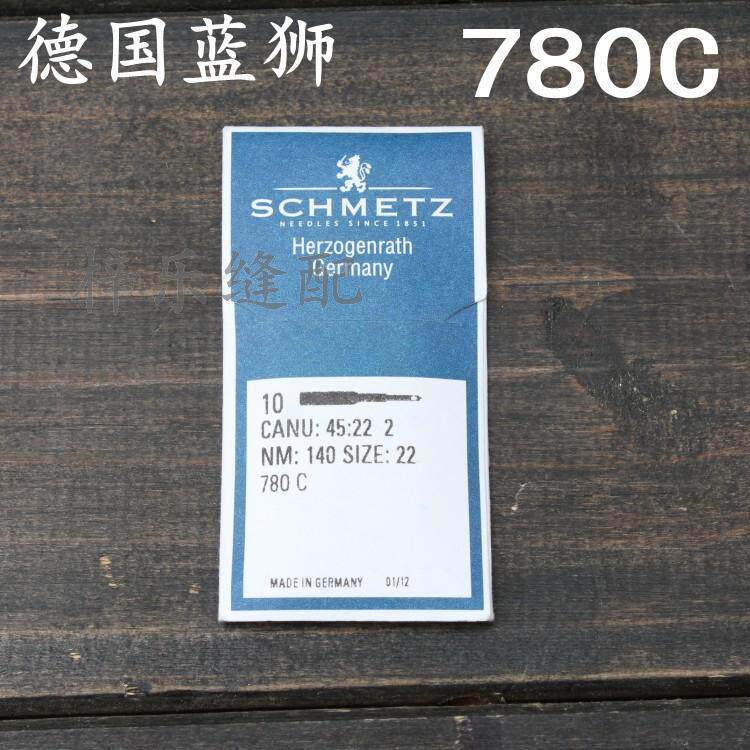 德国蓝狮
780C
SCHMETZ
NEEDLES SINCE 1851
Herzogenrath
Germany
乐缝配
10
CANU: 45:22 2
NM: 140 SIZE: 22
780 C
MADE IN GERMANY 01/12